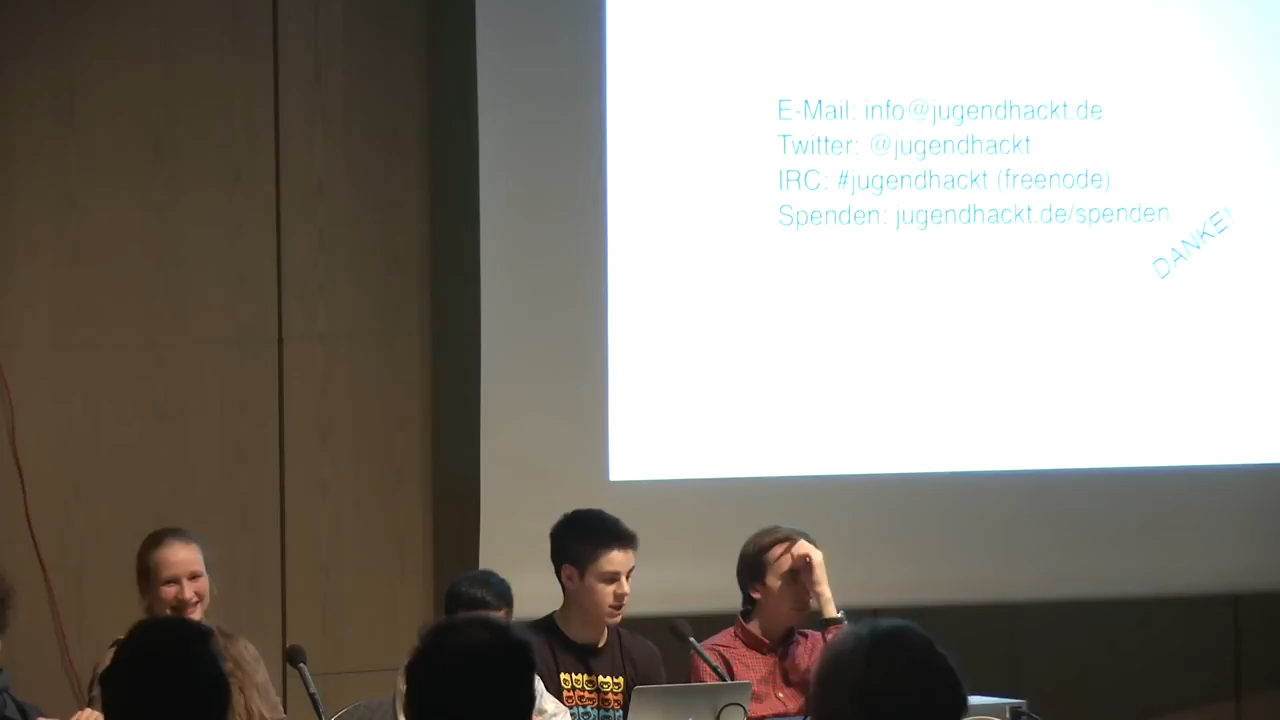 E-Mail: info@jugendhackt.de
Twitter: @jugendhackt
IRC: #jugendhackt (freenode)
Spenden: jugendhackt.de/spenden
DANKE!